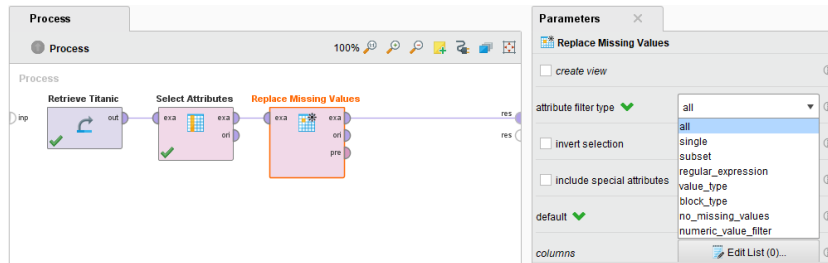 Process
Process
100%
Process
Retrieve Titanic
inp
out
Select Attributes
exa
exa
ori
Replace Missing Values
exa
exa
ori
pre
res
res
Parameters
Replace Missing Values
create view
attribute filter type
all
all
single
subset
regular_expression
value_type
block_type
no_missing_values
numeric_value_filter
invert selection
include special attributes
default
columns
Edit List (0)...